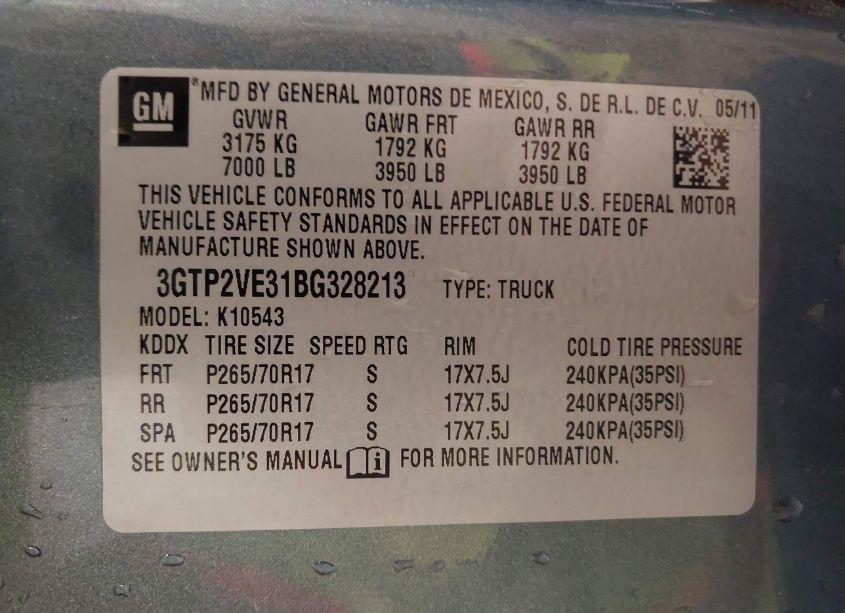 GM
®MFD BY GENERAL MOTORS DE MEXICO, S. DE R.L. DE C.V. 05/11
GVWR GAWR FRT GAWR RR
3175 KG 1792 KG 1792 KG
7000 LB 3950 LB 3950 LB
THIS VEHICLE CONFORMS TO ALL APPLICABLE U.S. FEDERAL MOTOR
VEHICLE SAFETY STANDARDS IN EFFECT ON THE DATE OF
MANUFACTURE SHOWN ABOVE.
3GTP2VE31BG328213 TYPE: TRUCK
MODEL: K10543
KDDX TIRE SIZE SPEED RTG RIM COLD TIRE PRESSURE
FRT P265/70R17 S 17X7.5J 240KPA(35PSI)
RR P265/70R17 S 17X7.5J 240KPA(35PSI)
SPA P265/70R17 S 17X7.5J 240KPA(35PSI)
SEE OWNER'S MANUAL i FOR MORE INFORMATION.